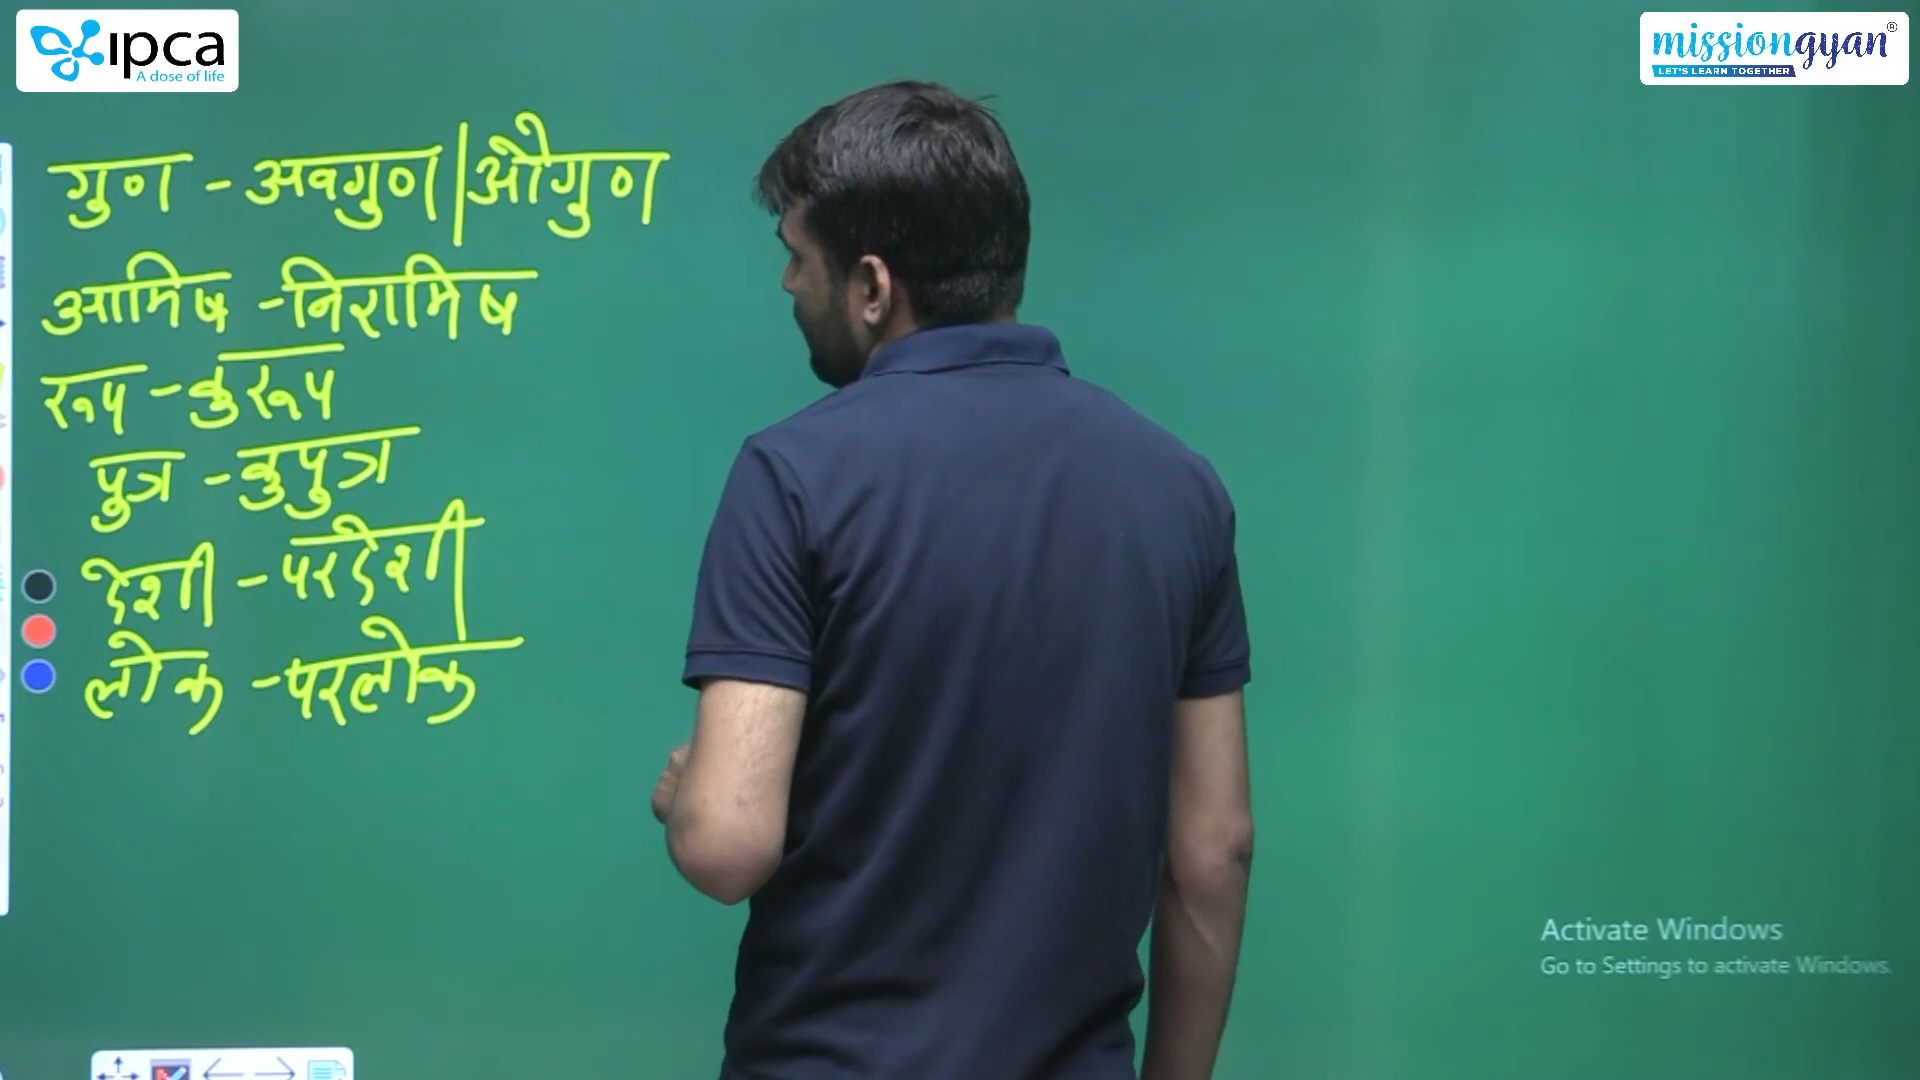 ipca
A dose of life
missiongyan®
LET'S LEARN TOGETHER
गुण - अवगुण|औगुण
आमिष - निरामिष
रूप - कुरूप
पुत्र - कुपुत्र
देशी - परदेशी
लोक - परलोक
Activate Windows
Go to Settings to activate Windows.